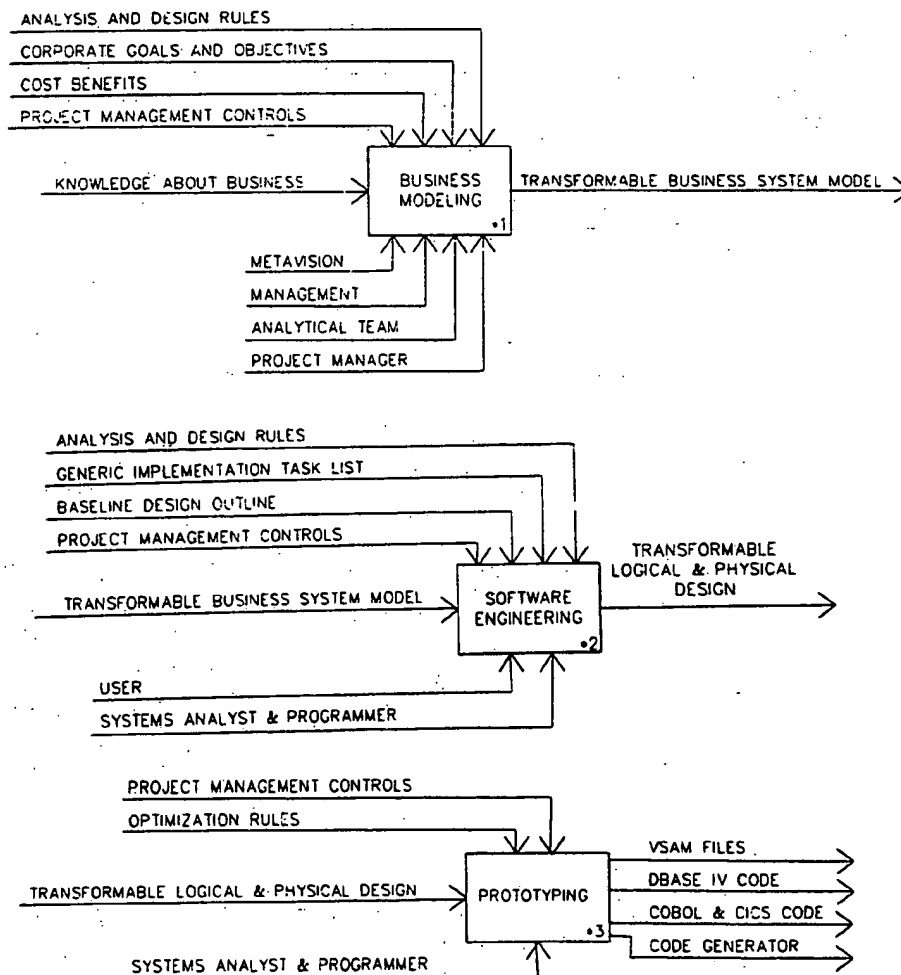 ANALYSIS AND DESIGN RULES
CORPORATE GOALS AND OBJECTIVES
COST BENEFITS
PROJECT MANAGEMENT CONTROLS
KNOWLEDGE ABOUT BUSINESS
BUSINESS
MODELING
•1
TRANSFORMABLE BUSINESS SYSTEM MODEL
METAVISION
MANAGEMENT
ANALYTICAL TEAM
PROJECT MANAGER
ANALYSIS AND DESIGN RULES
GENERIC IMPLEMENTATION TASK LIST
BASELINE DESIGN OUTLINE
PROJECT MANAGEMENT CONTROLS
TRANSFORMABLE BUSINESS SYSTEM MODEL
SOFTWARE
ENGINEERING
•2
TRANSFORMABLE
LOGICAL & PHYSICAL
DESIGN
USER
SYSTEMS ANALYST & PROGRAMMER
PROJECT MANAGEMENT CONTROLS
OPTIMIZATION RULES
TRANSFORMABLE LOGICAL & PHYSICAL DESIGN
PROTOTYPING
•3
VSAM FILES
DBASE IV CODE
COBOL & CICS CODE
CODE GENERATOR
SYSTEMS ANALYST & PROGRAMMER